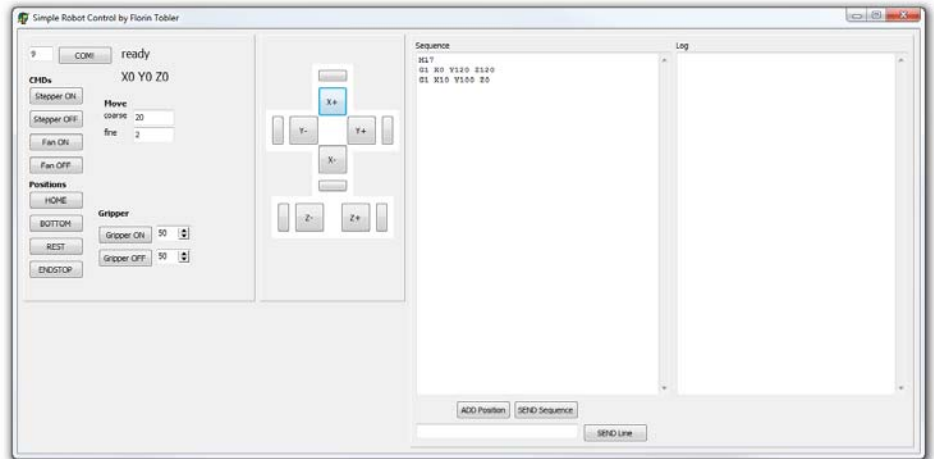 Simple Robot Control by Florin Tobler
9 COM! ready
X0 Y0 Z0
CMDs
Stepper ON
Stepper OFF
Fan ON
Fan OFF
Move
coarse 20
fine 2
Positions
HOME
BOTTOM
REST
ENDSTOP
Gripper
Gripper ON 50
Gripper OFF 50
X+
Y- Y+
X-
Z- Z+
Sequence
M17
G1 X0 Y120 Z120
G1 X10 Y100 Z0
Log
ADD Position SEND Sequence
SEND Line